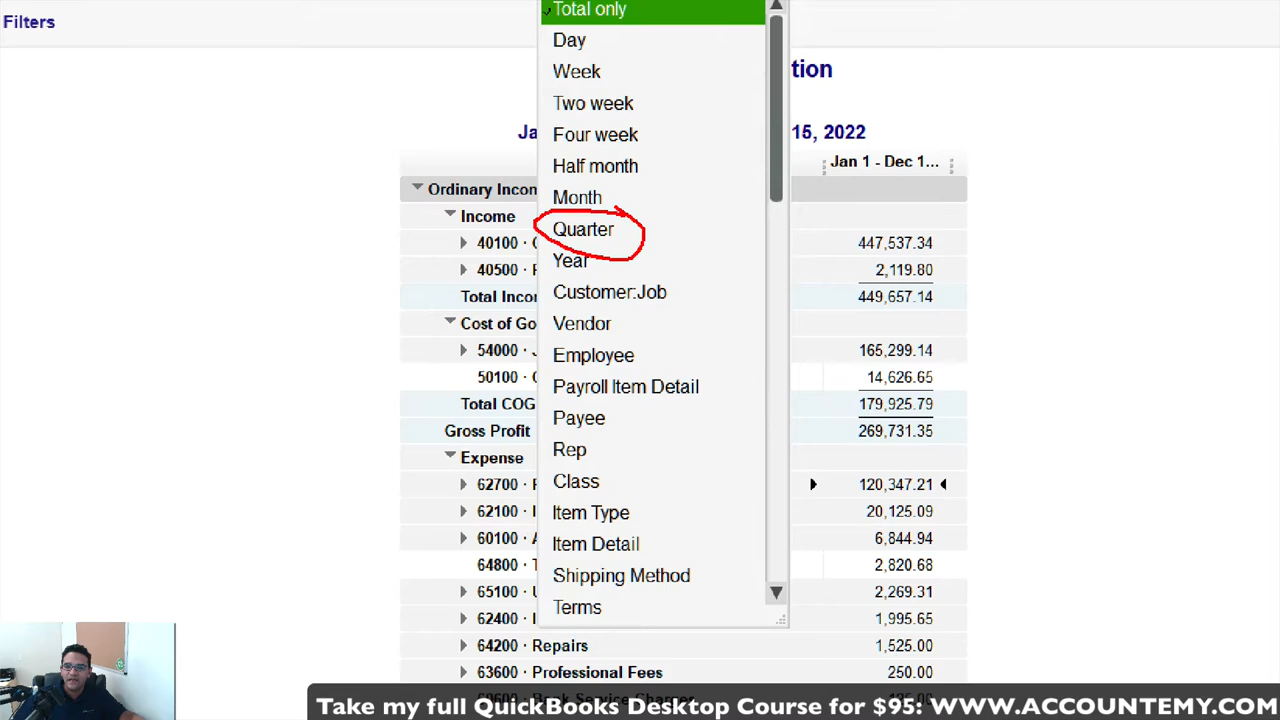 Total only
Filters
Day
tion
Week
Two week
Ja 15, 2022
Four week
Jan 1 - Dec 1...
Half month
Ordinary Incom
Month
Income
Quarter
40100 · 447,537.34
Year
40500 · 2,119.80
Customer:Job
Total Inco 449,657.14
Vendor
Cost of Go
Employee
54000 · 165,299.14
50100 · 14,626.65
Payroll Item Detail
Total COG 179,925.79
Payee
Gross Profit 269,731.35
Rep
Expense
Class
62700 · 120,347.21
Item Type
62100 · 20,125.09
Item Detail
60100 · 6,844.94
64800 · 2,820.68
Shipping Method
65100 · 2,269.31
Terms
62400 · 1,995.65
64200 · Repairs 1,525.00
63600 · Professional Fees 250.00
Take my full QuickBooks Desktop Course for $95: WWW.ACCOUNTEMY.COM